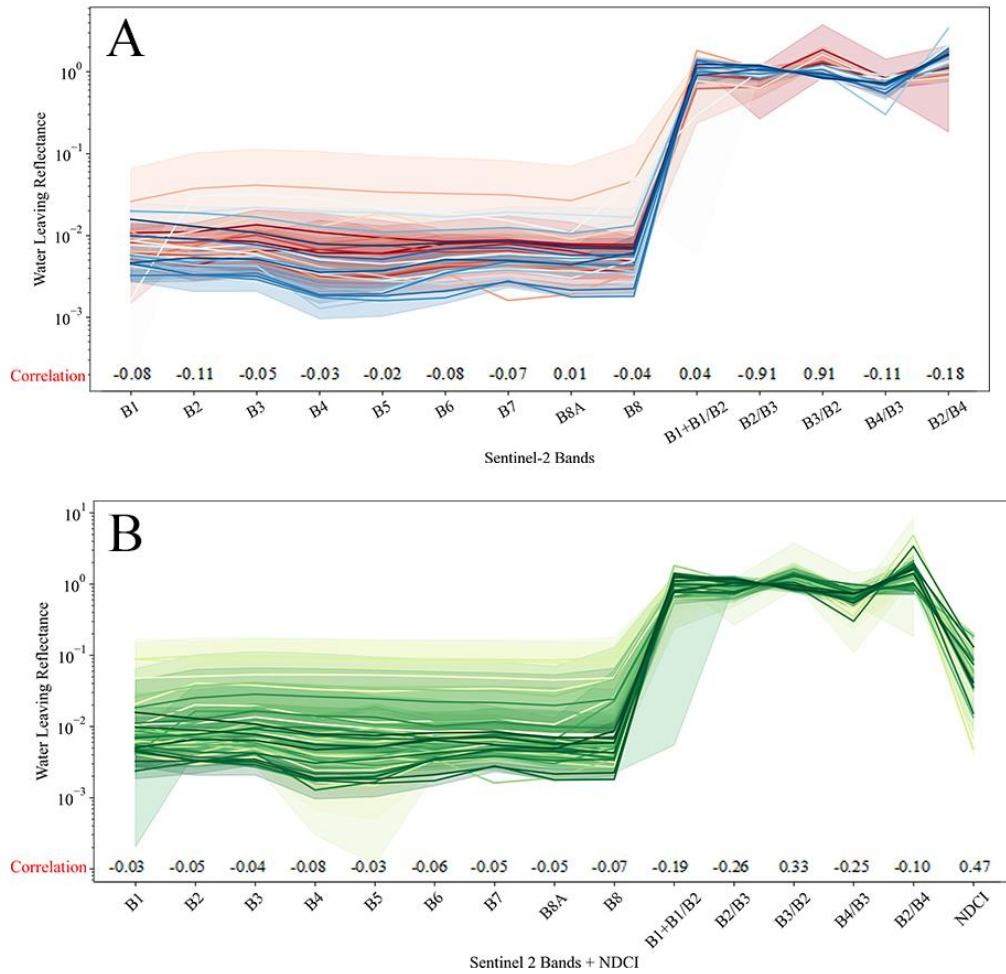 A
10⁰
10⁻¹
10⁻²
10⁻³
Water Leaving Reflectance
Correlation -0.08 -0.11 -0.05 -0.03 -0.02 -0.08 -0.07 0.01 -0.04 0.04 -0.91 0.91 -0.11 -0.18
B1 B2 B3 B4 B5 B6 B7 B8A B8 B1+B1/B2 B2/B3 B3/B2 B4/B3 B2/B4
Sentinel-2 Bands
B
10¹
10⁰
10⁻¹
10⁻²
10⁻³
Water Leaving Reflectance
Correlation -0.03 -0.05 -0.04 -0.08 -0.03 -0.06 -0.05 -0.05 -0.07 -0.19 -0.26 0.33 -0.25 -0.10 0.47
B1 B2 B3 B4 B5 B6 B7 B8A B8 B1+B1/B2 B2/B3 B3/B2 B4/B3 B2/B4 NDCI
Sentinel 2 Bands + NDCI